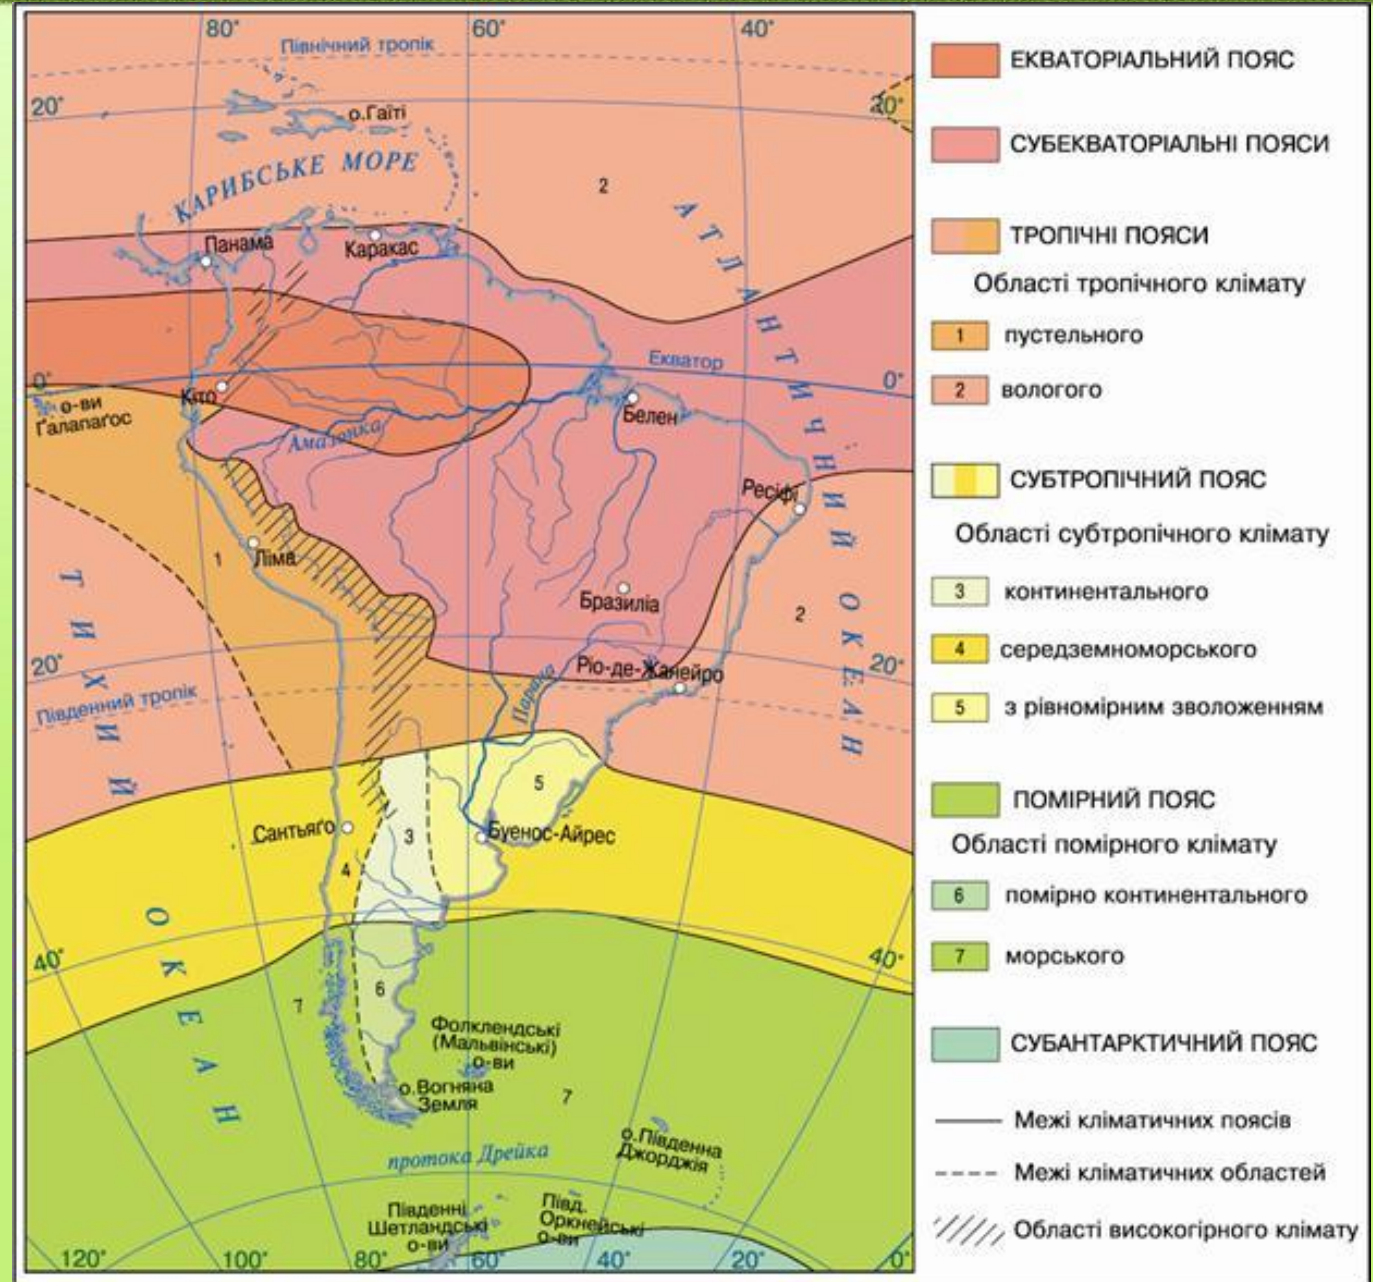 80°
60°
40°
Північний тропік
20°
20°
о.Гаїті
КАРИБСЬКЕ МОРЕ
2
АТЛАНТИЧНИЙ ОКЕАН
Панама
Каракас
Екватор
0°
0°
Кіто
о-ви
Ґалапаґос
Амазонка
Белен
Ресіфі
1
Ліма
Бразиліа
2
ТИХИЙ ОКЕАН
20°
20°
Ріо-де-Жанейро
Південний тропік
Парана
5
Сантьяґо
3
Буенос-Айрес
4
40°
40°
6
7
Фолклендські
(Мальвінські)
о-ви
о.Вогняна
Земля
7
о.Південна
Джорджія
протока Дрейка
Південні
Шетландські
о-ви
Півд.
Оркнейські
о-ви
120°
100°
80°
60°
40°
20°
0°
ЕКВАТОРІАЛЬНИЙ ПОЯС
СУБЕКВАТОРІАЛЬНІ ПОЯСИ
ТРОПІЧНІ ПОЯСИ
Області тропічного клімату
1 пустельного
2 вологого
СУБТРОПІЧНИЙ ПОЯС
Області субтропічного клімату
3 континентального
4 середземноморського
5 з рівномірним зволоженням
ПОМІРНИЙ ПОЯС
Області помірного клімату
6 помірно континентального
7 морського
СУБАНТАРКТИЧНИЙ ПОЯС
Межі кліматичних поясів
Межі кліматичних областей
Області високогірного клімату